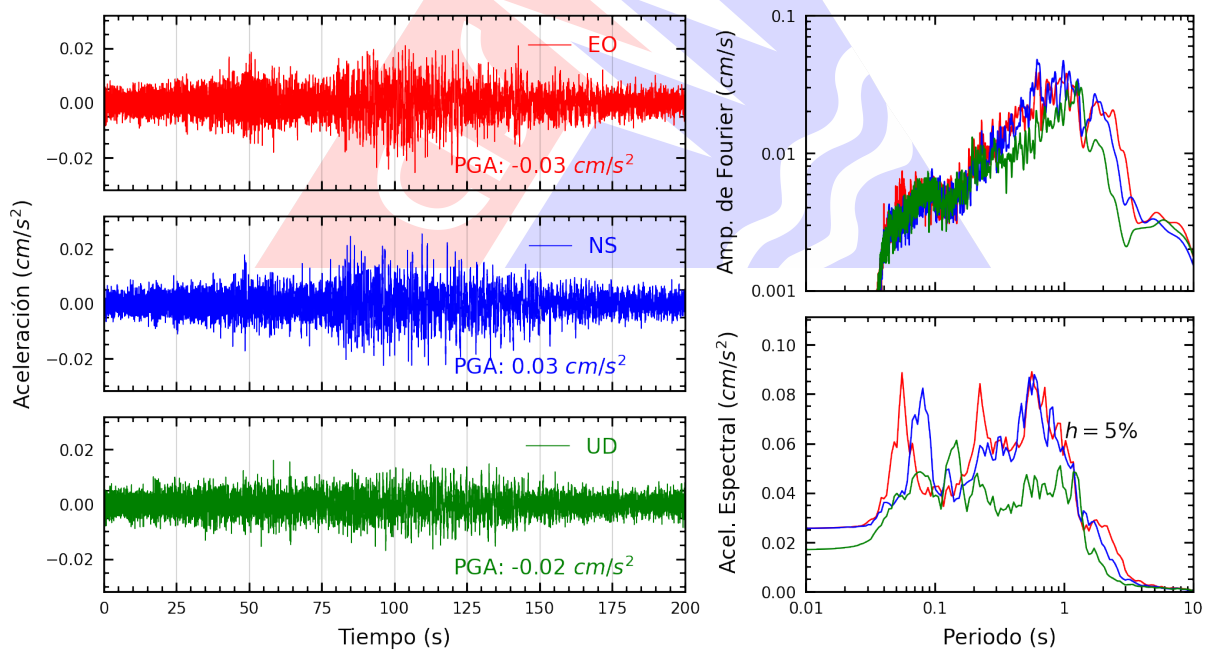 Aceleración (cm/s²)
0.02
0.00
−0.02
EO
PGA: -0.03 cm/s²
0.02
0.00
−0.02
NS
PGA: 0.03 cm/s²
0.02
0.00
−0.02
UD
PGA: -0.02 cm/s²
0 25 50 75 100 125 150 175 200
Tiempo (s)
Amp. de Fourier (cm/s)
0.1
0.01
0.001
Acel. Espectral (cm/s²)
0.10
0.08
0.06
0.04
0.02
0.00
h = 5%
0.01 0.1 1 10
Periodo (s)